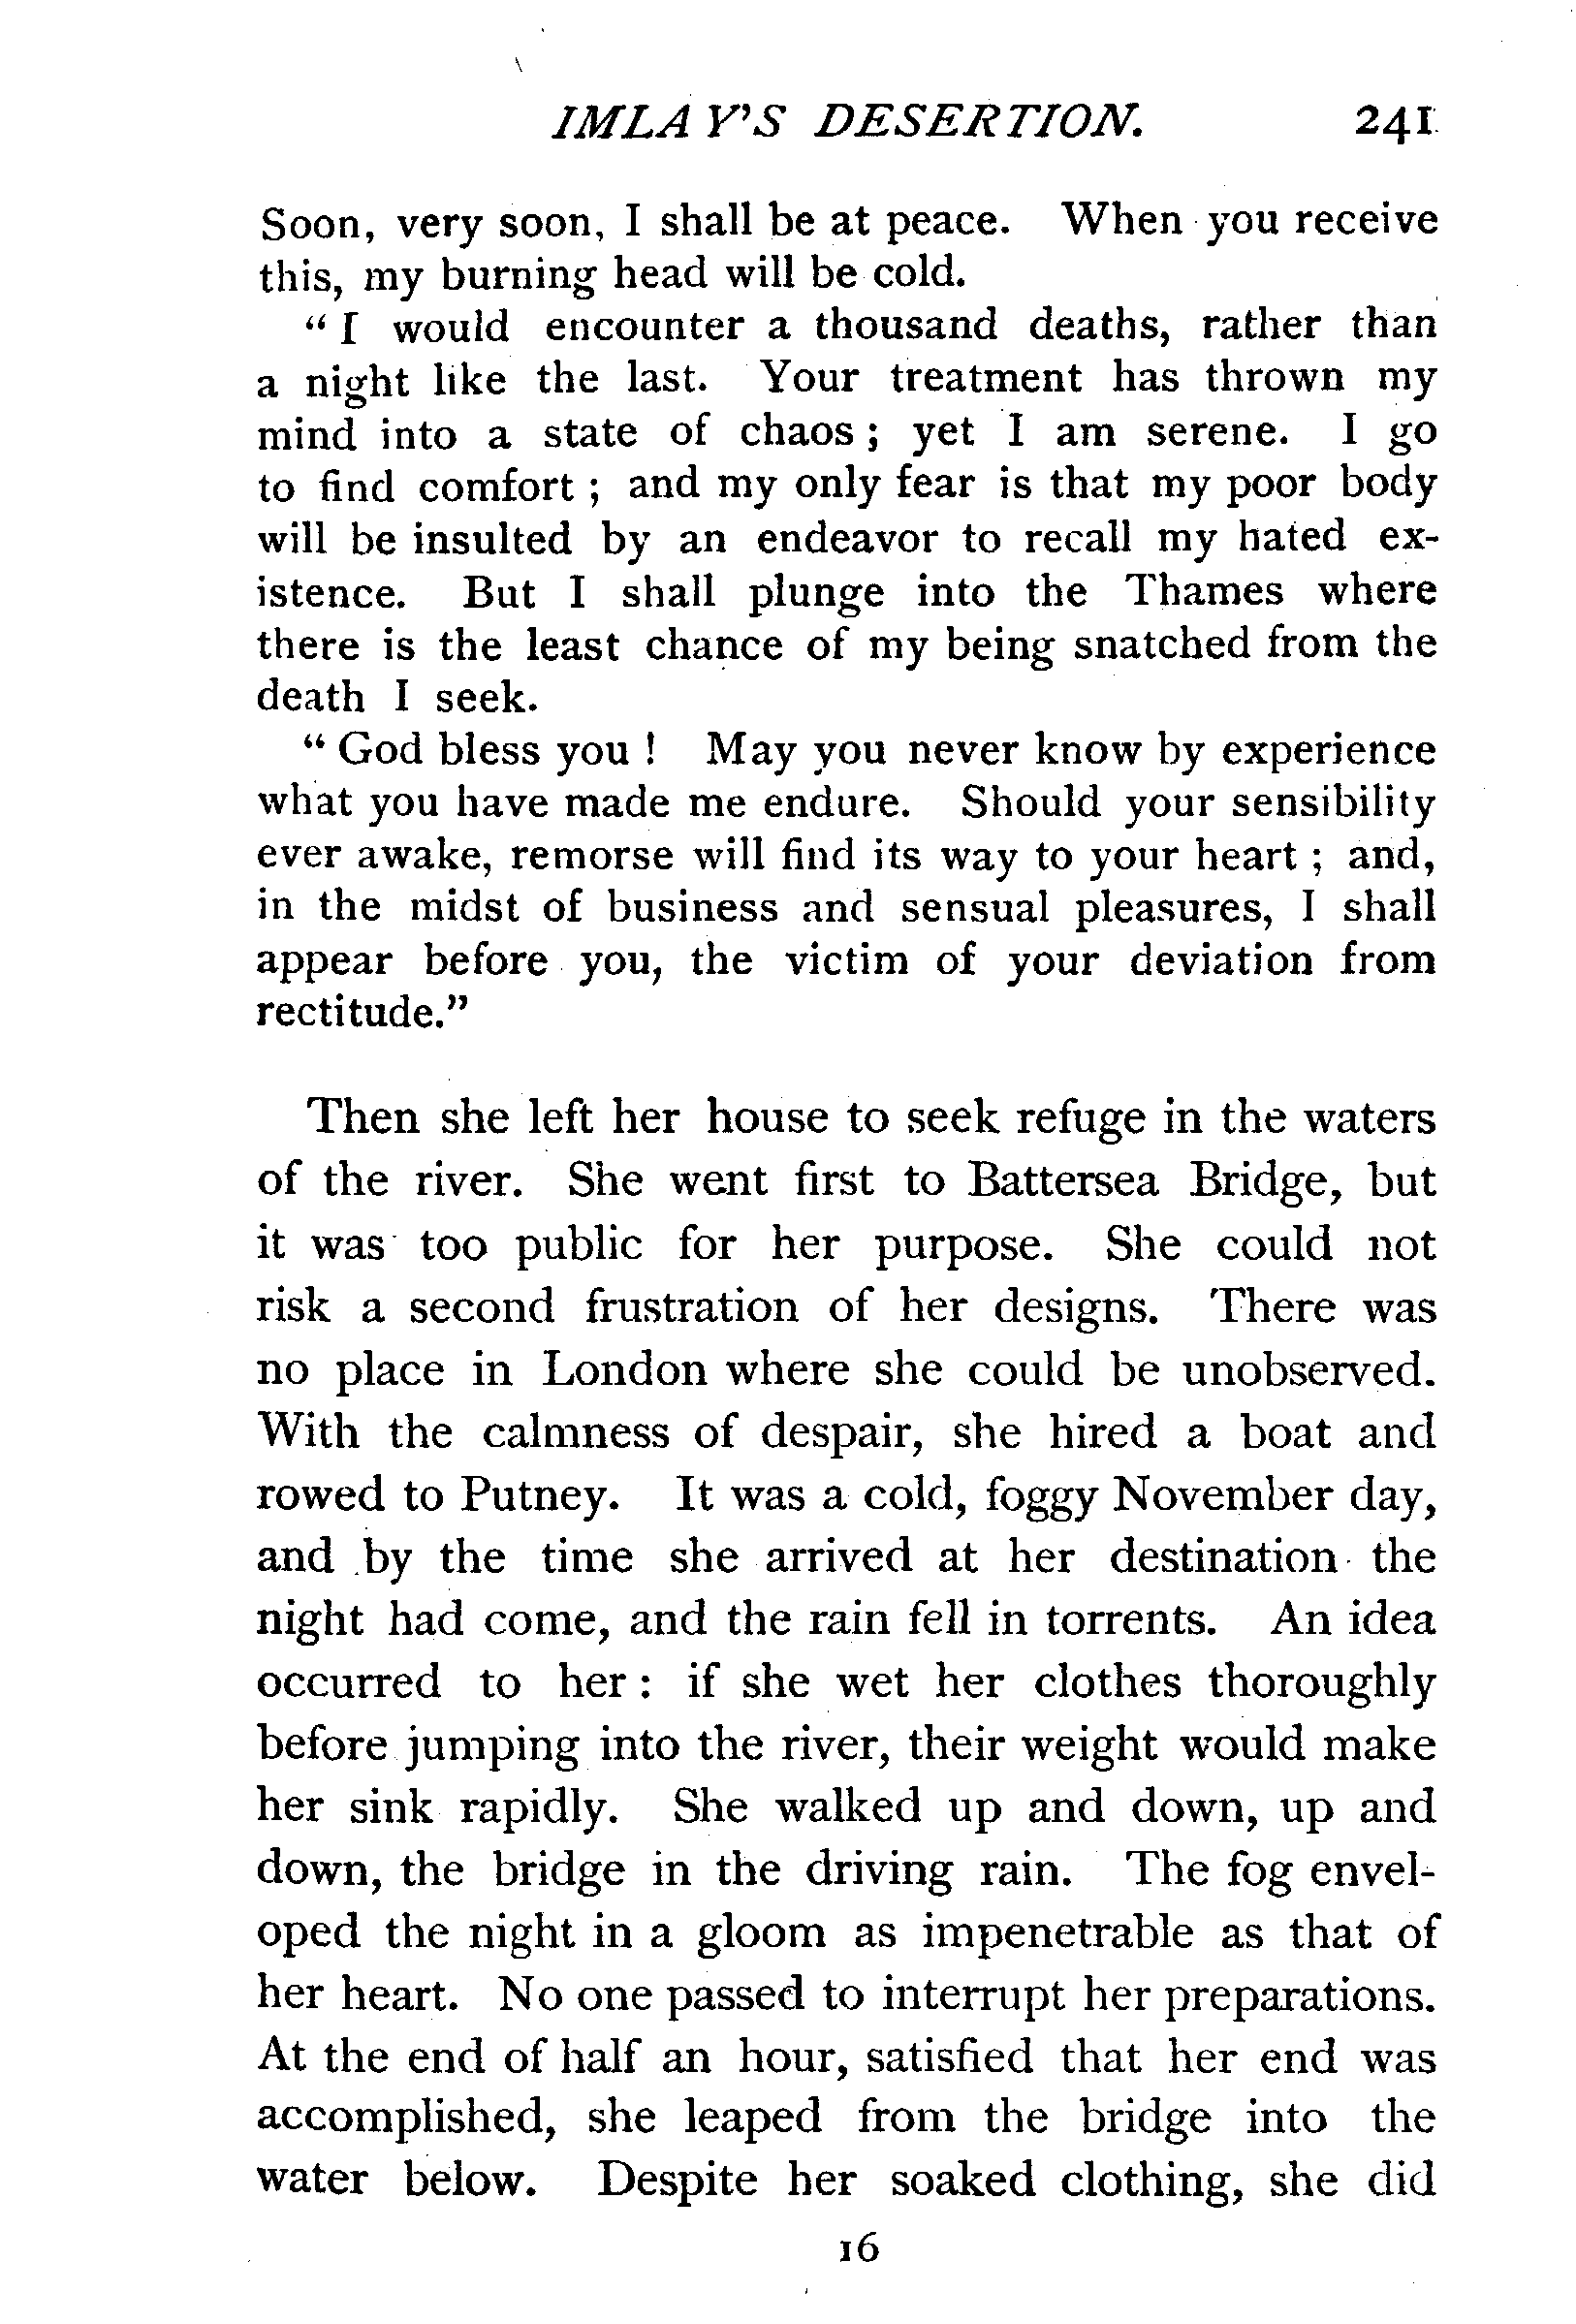 IMLAY'S DESERTION. 241
Soon, very soon, I shall be at peace. When you receive
this, my burning head will be cold.
" I would encounter a thousand deaths, rather than
a night like the last. Your treatment has thrown my
mind into a state of chaos ; yet I am serene. I go
to find comfort ; and my only fear is that my poor body
will be insulted by an endeavor to recall my hated ex-
istence. But I shall plunge into the Thames where
there is the least chance of my being snatched from the
death I seek.
" God bless you ! May you never know by experience
what you have made me endure. Should your sensibility
ever awake, remorse will find its way to your heart ; and,
in the midst of business and sensual pleasures, I shall
appear before you, the victim of your deviation from
rectitude."
Then she left her house to seek refuge in the waters
of the river. She went first to Battersea Bridge, but
it was too public for her purpose. She could not
risk a second frustration of her designs. There was
no place in London where she could be unobserved.
With the calmness of despair, she hired a boat and
rowed to Putney. It was a cold, foggy November day,
and by the time she arrived at her destination the
night had come, and the rain fell in torrents. An idea
occurred to her : if she wet her clothes thoroughly
before jumping into the river, their weight would make
her sink rapidly. She walked up and down, up and
down, the bridge in the driving rain. The fog envel-
oped the night in a gloom as impenetrable as that of
her heart. No one passed to interrupt her preparations.
At the end of half an hour, satisfied that her end was
accomplished, she leaped from the bridge into the
water below. Despite her soaked clothing, she did
16